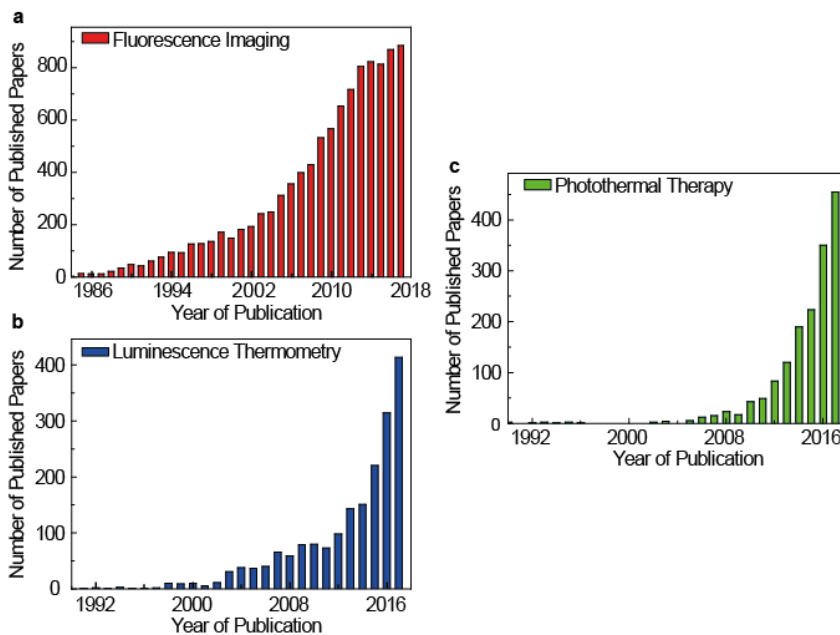 a
Fluorescence Imaging
Number of Published Papers
800
600
400
200
0
1986 1994 2002 2010 2018
Year of Publication
b
Luminescence Thermometry
Number of Published Papers
400
300
200
100
0
1992 2000 2008 2016
Year of Publication
c
Photothermal Therapy
Number of Published Papers
400
300
200
100
0
1992 2000 2008 2016
Year of Publication